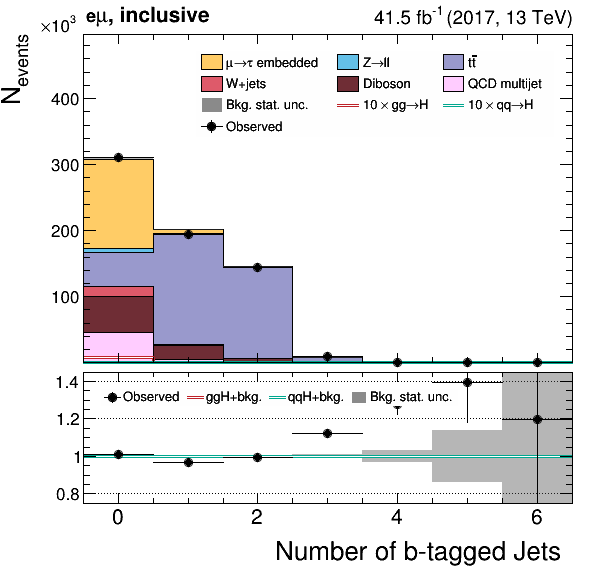 ×10³ eμ, inclusive 41.5 fb⁻¹ (2017, 13 TeV)
N_events
μ→τ embedded Z→ll tt̄
W+jets Diboson QCD multijet
Bkg. stat. unc. 10 × gg→H 10 × qq→H
Observed
400
300
200
100
1.4
Observed ggH+bkg. qqH+bkg. Bkg. stat. unc.
1.2
1
0.8
0 2 4 6
Number of b-tagged Jets